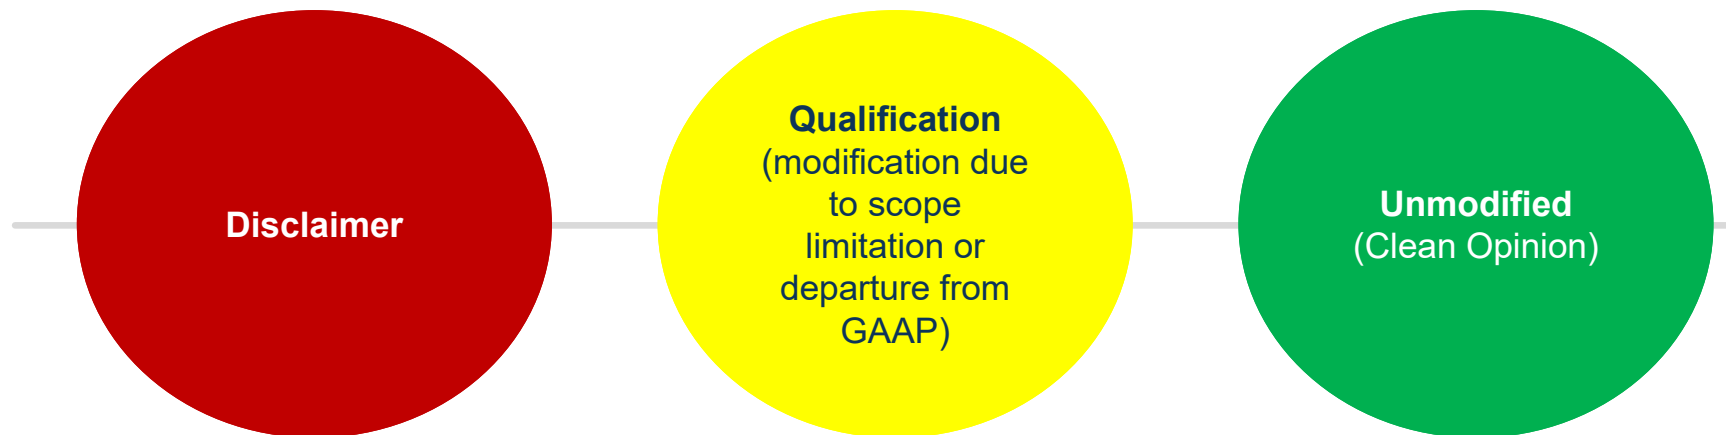 Disclaimer
Qualification
(modification due
to scope
limitation or
departure from
GAAP)
Unmodified
(Clean Opinion)